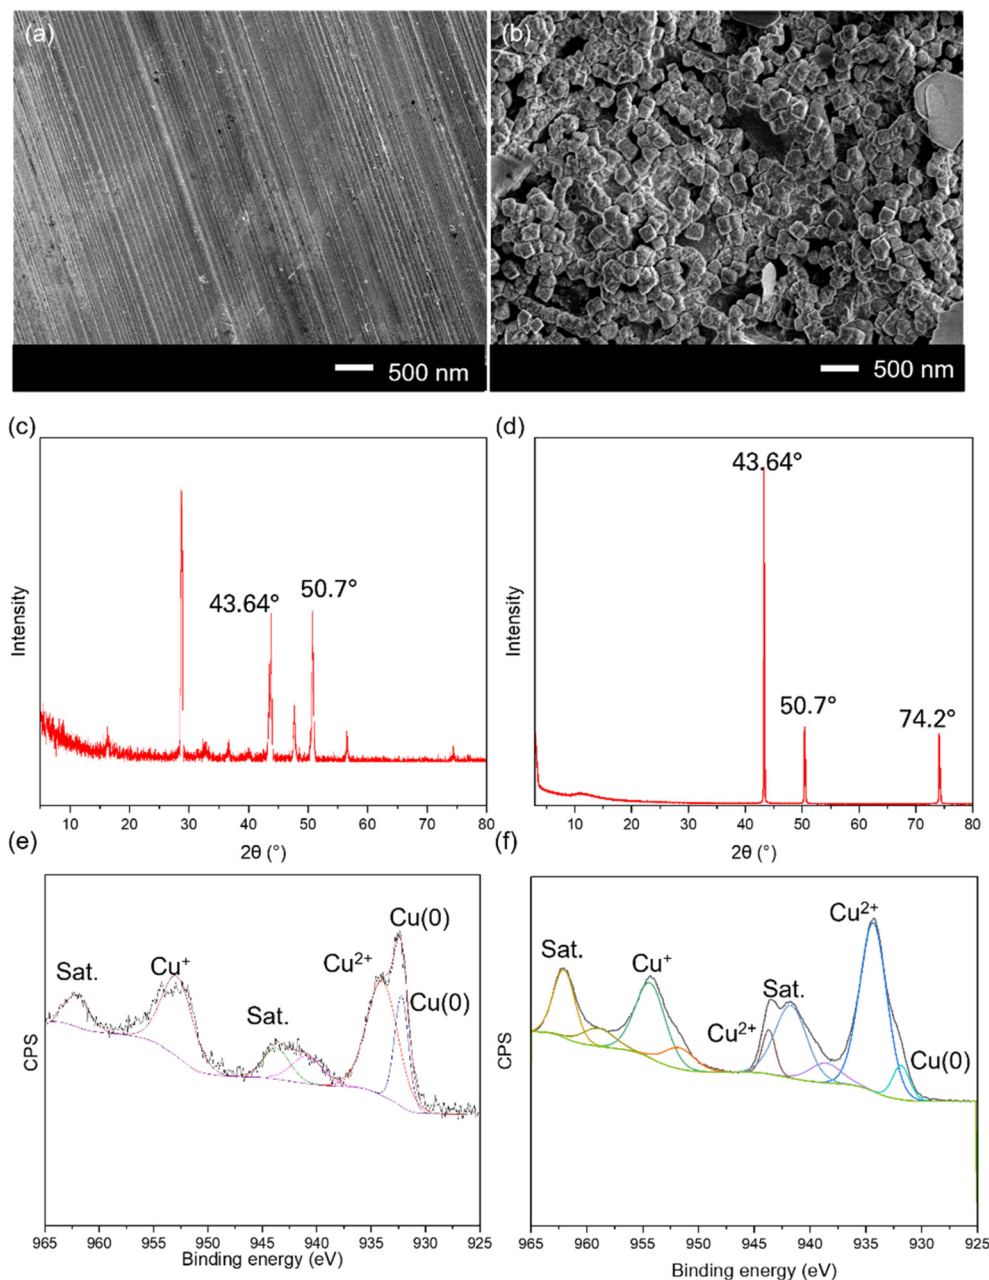 (a)
(b)
500 nm
500 nm
(c)
(d)
43.64°
50.7°
Intensity
10 20 30 40 50 60 70 80
2θ (°)
43.64°
50.7°
74.2°
Intensity
10 20 30 40 50 60 70 80
2θ (°)
(e)
(f)
Sat.
Cu⁺
Sat.
Cu²⁺
Cu(0)
Cu(0)
CPS
965 960 955 950 945 940 935 930 925
Binding energy (eV)
Sat.
Cu⁺
Cu²⁺
Sat.
Cu²⁺
Cu(0)
CPS
965 960 955 950 945 940 935 930 925
Binding energy (eV)